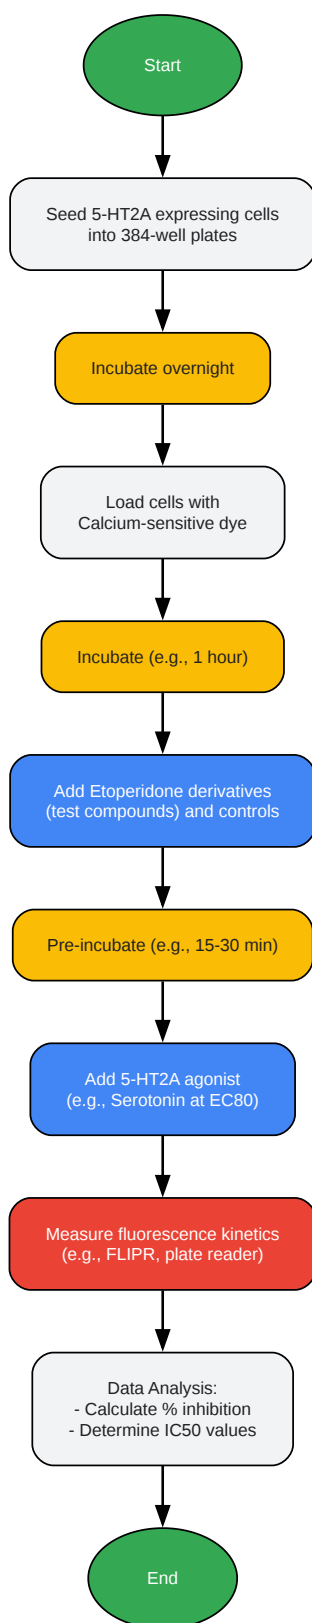 Start
Seed 5-HT2A expressing cells
into 384-well plates
Incubate overnight
Load cells with
Calcium-sensitive dye
Incubate (e.g., 1 hour)
Add Etoperidone derivatives
(test compounds) and controls
Pre-incubate (e.g., 15-30 min)
Add 5-HT2A agonist
(e.g., Serotonin at EC80)
Measure fluorescence kinetics
(e.g., FLIPR, plate reader)
Data Analysis:
- Calculate % inhibition
- Determine IC50 values
End